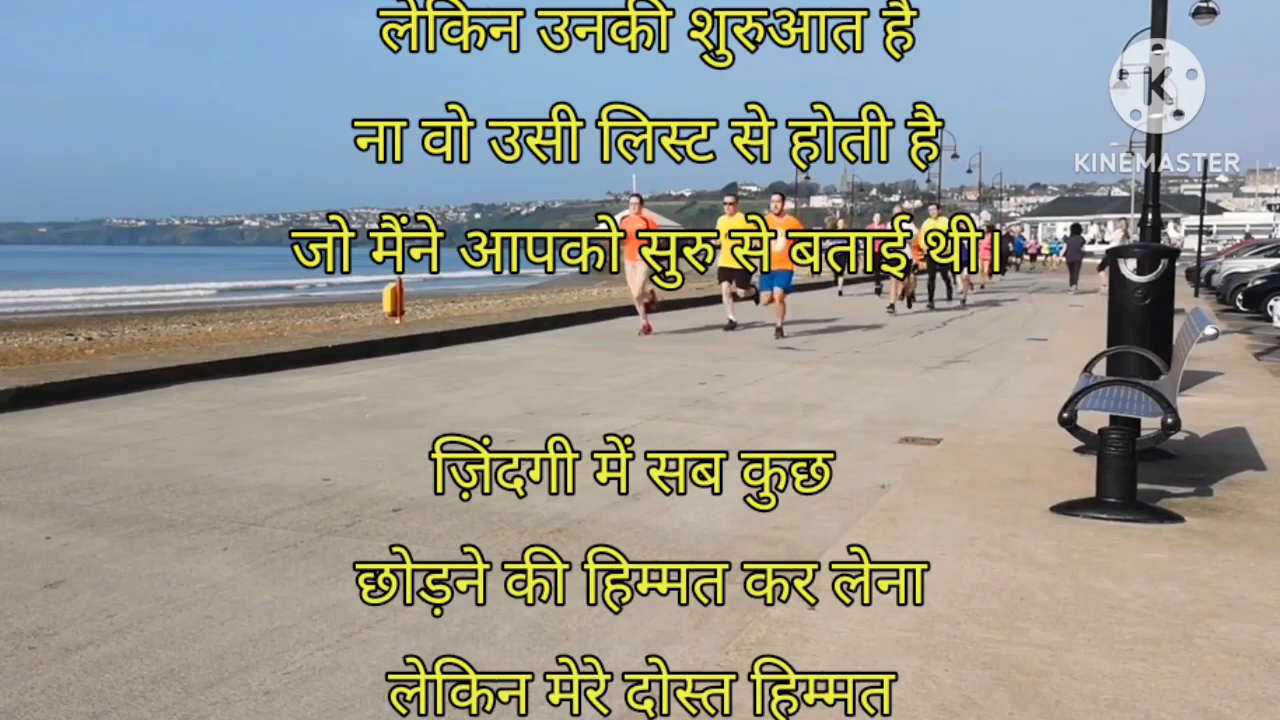 लेकिन उनकी शुरुआत है
ना वो उसी लिस्ट से होती है
जो मैंने आपको सुरु से बताई थी।
ज़िंदगी में सब कुछ
छोड़ने की हिम्मत कर लेना
लेकिन मेरे दोस्त हिम्मत
K
KINEMASTER